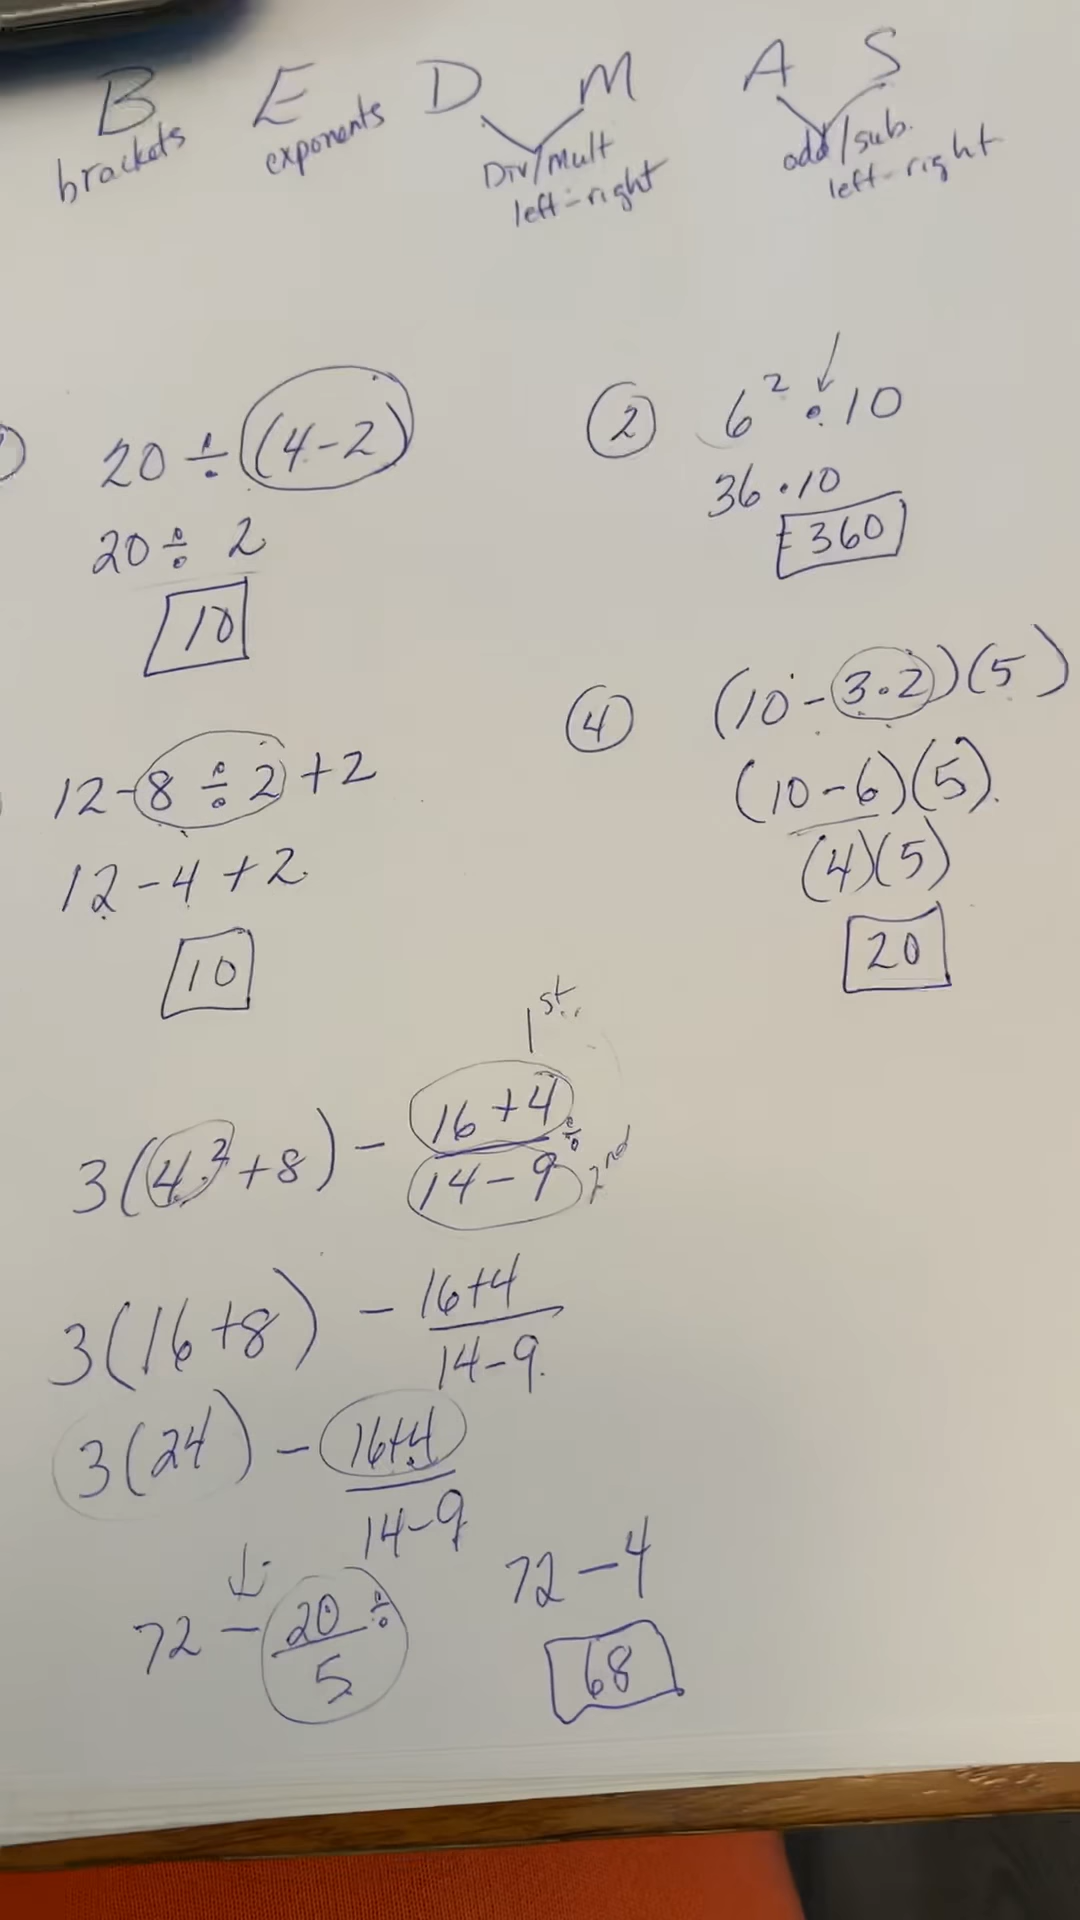 B E D M A S
brackets exponents Div/mult left-right add/sub. left-right
20 ÷ (4-2)
20 ÷ 2
10
② 6² · 10
36 · 10
360
12 - 8 ÷ 2 + 2
12 - 4 + 2
10
④ (10 - 3·2)(5)
(10 - 6)(5)
(4)(5)
20
1st
3(4² + 8) - 16 + 4 ÷
14 - 9 2nd
3(16 + 8) - 16+4
14-9
3(24) - 16+4
14-9
72 - 20 ÷
5
72 - 4
68